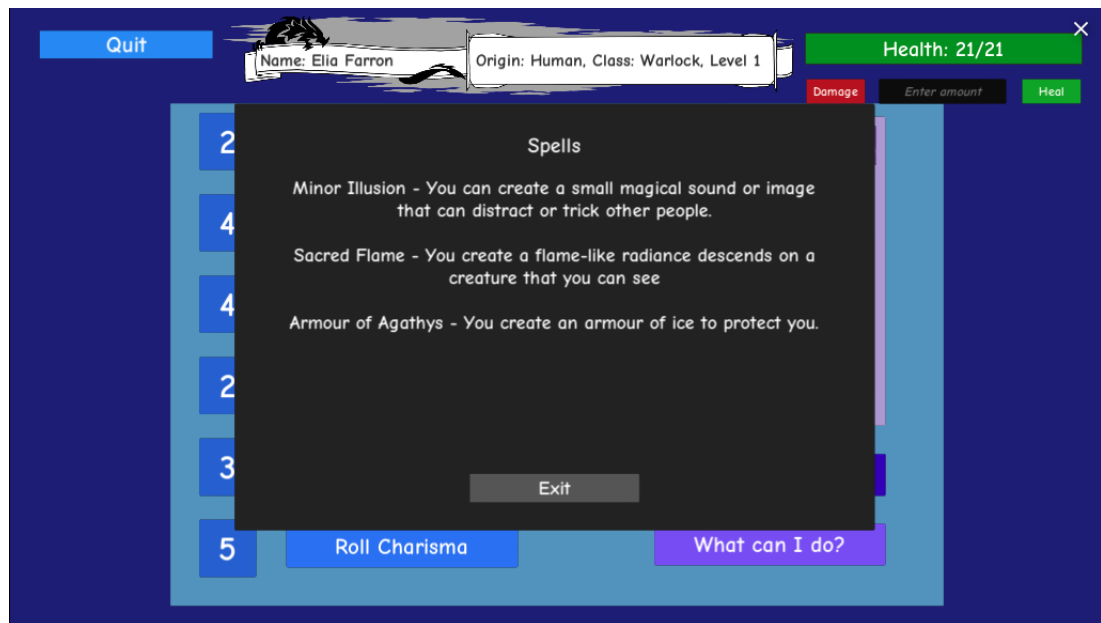 Quit
Name: Elia Farron
Origin: Human, Class: Warlock, Level 1
Health: 21/21
Damage
Enter amount
Heal
2
4
4
2
3
5
Spells
Minor Illusion - You can create a small magical sound or image
that can distract or trick other people.
Sacred Flame - You create a flame-like radiance descends on a
creature that you can see
Armour of Agathys - You create an armour of ice to protect you.
Exit
Roll Charisma
What can I do?